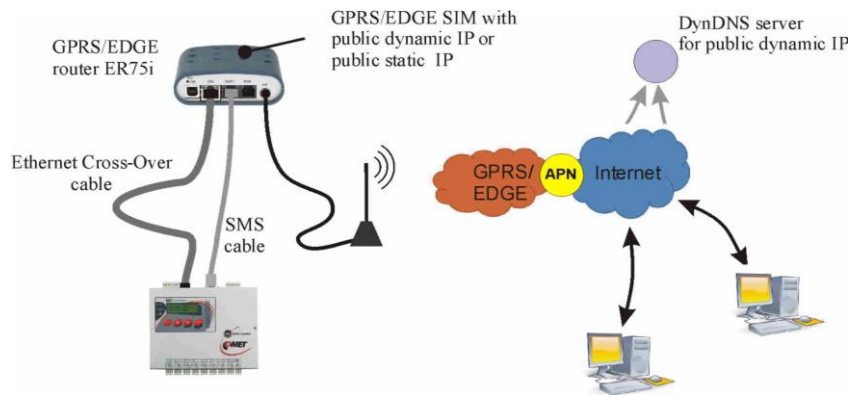 GPRS/EDGE
router ER75i
GPRS/EDGE SIM with
public dynamic IP or
public static IP
DynDNS server
for public dynamic IP
Ethernet Cross-Over
cable
SMS
cable
GPRS/
EDGE
APN
Internet
COMET